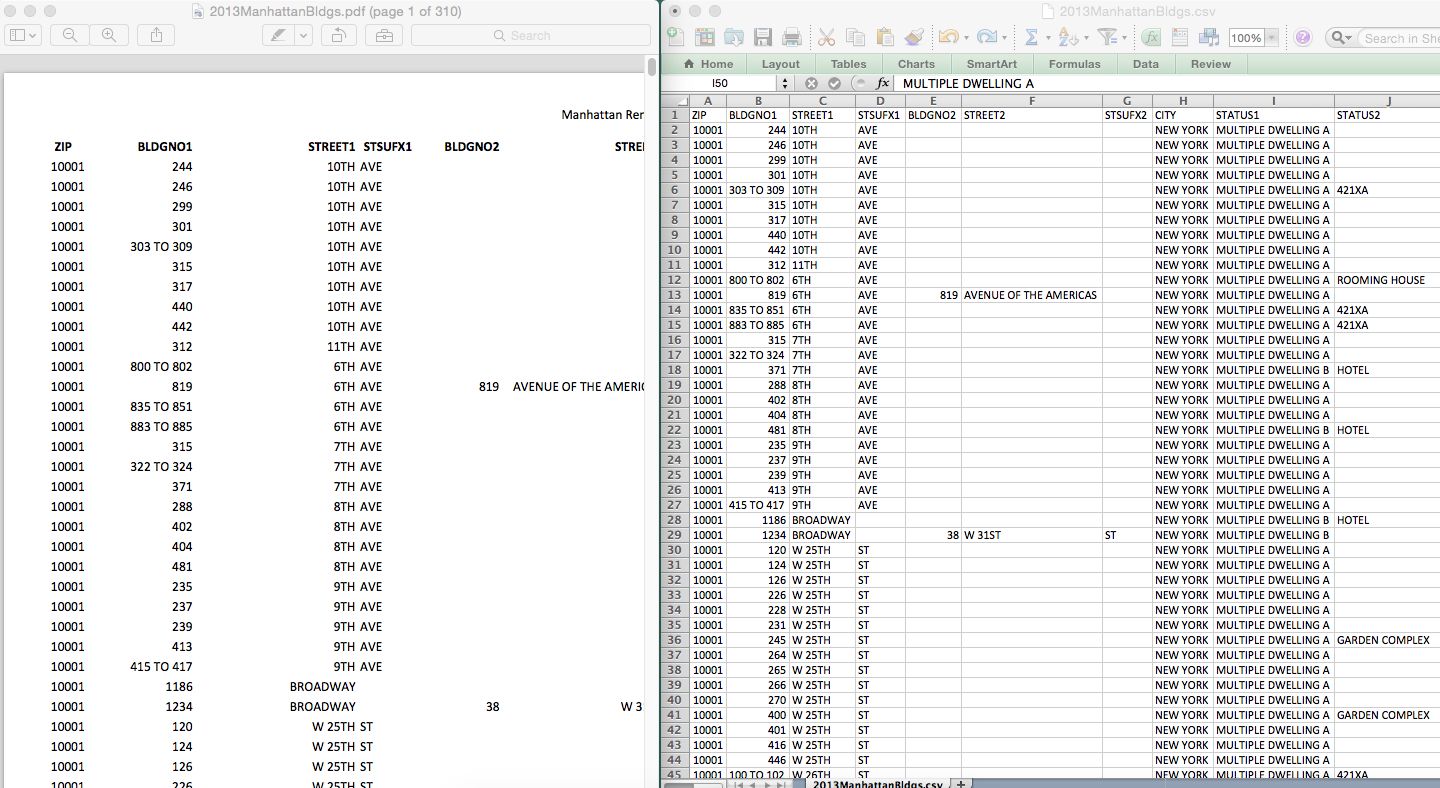 2013ManhattanBldgs.pdf (page 1 of 310)
Search
Manhattan Ren
ZIP BLDGNO1 STREET1 STSUFX1 BLDGNO2 STREE
10001 244 10TH AVE
10001 246 10TH AVE
10001 299 10TH AVE
10001 301 10TH AVE
10001 303 TO 309 10TH AVE
10001 315 10TH AVE
10001 317 10TH AVE
10001 440 10TH AVE
10001 442 10TH AVE
10001 312 11TH AVE
10001 800 TO 802 6TH AVE
10001 819 6TH AVE 819 AVENUE OF THE AMERIC
10001 835 TO 851 6TH AVE
10001 883 TO 885 6TH AVE
10001 315 7TH AVE
10001 322 TO 324 7TH AVE
10001 371 7TH AVE
10001 288 8TH AVE
10001 402 8TH AVE
10001 404 8TH AVE
10001 481 8TH AVE
10001 235 9TH AVE
10001 237 9TH AVE
10001 239 9TH AVE
10001 413 9TH AVE
10001 415 TO 417 9TH AVE
10001 1186 BROADWAY
10001 1234 BROADWAY 38 W 3
10001 120 W 25TH ST
10001 124 W 25TH ST
10001 126 W 25TH ST
10001 226 W 25TH ST
2013ManhattanBldgs.csv
100% Search in She
Home Layout Tables Charts SmartArt Formulas Data Review
I50 fx MULTIPLE DWELLING A
A B C D E F G H I J
1 ZIP BLDGNO1 STREET1 STSUFX1 BLDGNO2 STREET2 STSUFX2 CITY STATUS1 STATUS2
2 10001 244 10TH AVE NEW YORK MULTIPLE DWELLING A
3 10001 246 10TH AVE NEW YORK MULTIPLE DWELLING A
4 10001 299 10TH AVE NEW YORK MULTIPLE DWELLING A
5 10001 301 10TH AVE NEW YORK MULTIPLE DWELLING A
6 10001 303 TO 309 10TH AVE NEW YORK MULTIPLE DWELLING A 421XA
7 10001 315 10TH AVE NEW YORK MULTIPLE DWELLING A
8 10001 317 10TH AVE NEW YORK MULTIPLE DWELLING A
9 10001 440 10TH AVE NEW YORK MULTIPLE DWELLING A
10 10001 442 10TH AVE NEW YORK MULTIPLE DWELLING A
11 10001 312 11TH AVE NEW YORK MULTIPLE DWELLING A
12 10001 800 TO 802 6TH AVE NEW YORK MULTIPLE DWELLING A ROOMING HOUSE
13 10001 819 6TH AVE 819 AVENUE OF THE AMERICAS NEW YORK MULTIPLE DWELLING A
14 10001 835 TO 851 6TH AVE NEW YORK MULTIPLE DWELLING A 421XA
15 10001 883 TO 885 6TH AVE NEW YORK MULTIPLE DWELLING A 421XA
16 10001 315 7TH AVE NEW YORK MULTIPLE DWELLING A
17 10001 322 TO 324 7TH AVE NEW YORK MULTIPLE DWELLING A
18 10001 371 7TH AVE NEW YORK MULTIPLE DWELLING B HOTEL
19 10001 288 8TH AVE NEW YORK MULTIPLE DWELLING A
20 10001 402 8TH AVE NEW YORK MULTIPLE DWELLING A
21 10001 404 8TH AVE NEW YORK MULTIPLE DWELLING A
22 10001 481 8TH AVE NEW YORK MULTIPLE DWELLING B HOTEL
23 10001 235 9TH AVE NEW YORK MULTIPLE DWELLING A
24 10001 237 9TH AVE NEW YORK MULTIPLE DWELLING A
25 10001 239 9TH AVE NEW YORK MULTIPLE DWELLING A
26 10001 413 9TH AVE NEW YORK MULTIPLE DWELLING A
27 10001 415 TO 417 9TH AVE NEW YORK MULTIPLE DWELLING A
28 10001 1186 BROADWAY NEW YORK MULTIPLE DWELLING B HOTEL
29 10001 1234 BROADWAY 38 W 31ST ST NEW YORK MULTIPLE DWELLING B
30 10001 120 W 25TH ST NEW YORK MULTIPLE DWELLING A
31 10001 124 W 25TH ST NEW YORK MULTIPLE DWELLING A
32 10001 126 W 25TH ST NEW YORK MULTIPLE DWELLING A
33 10001 226 W 25TH ST NEW YORK MULTIPLE DWELLING A
34 10001 228 W 25TH ST NEW YORK MULTIPLE DWELLING A
35 10001 231 W 25TH ST NEW YORK MULTIPLE DWELLING A
36 10001 245 W 25TH ST NEW YORK MULTIPLE DWELLING A GARDEN COMPLEX
37 10001 264 W 25TH ST NEW YORK MULTIPLE DWELLING A
38 10001 265 W 25TH ST NEW YORK MULTIPLE DWELLING A
39 10001 266 W 25TH ST NEW YORK MULTIPLE DWELLING A
40 10001 270 W 25TH ST NEW YORK MULTIPLE DWELLING A
41 10001 400 W 25TH ST NEW YORK MULTIPLE DWELLING A GARDEN COMPLEX
42 10001 401 W 25TH ST NEW YORK MULTIPLE DWELLING A
43 10001 416 W 25TH ST NEW YORK MULTIPLE DWELLING A
44 10001 446 W 25TH ST NEW YORK MULTIPLE DWELLING A
45 10001 100 TO 102 W 26TH ST NEW YORK MULTIPLE DWELLING A 421XA
2013ManhattanBldgs.csv